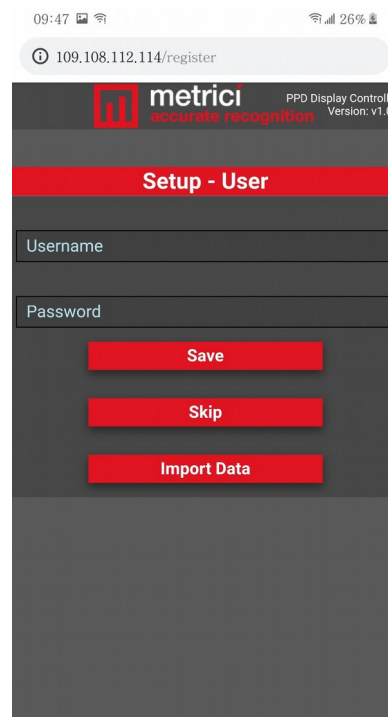 09:47 26%
109.108.112.114/register
metrici
accurate recognition
PPD Display Controll
Version: v1.0
Setup - User
Username
Password
Save
Skip
Import Data